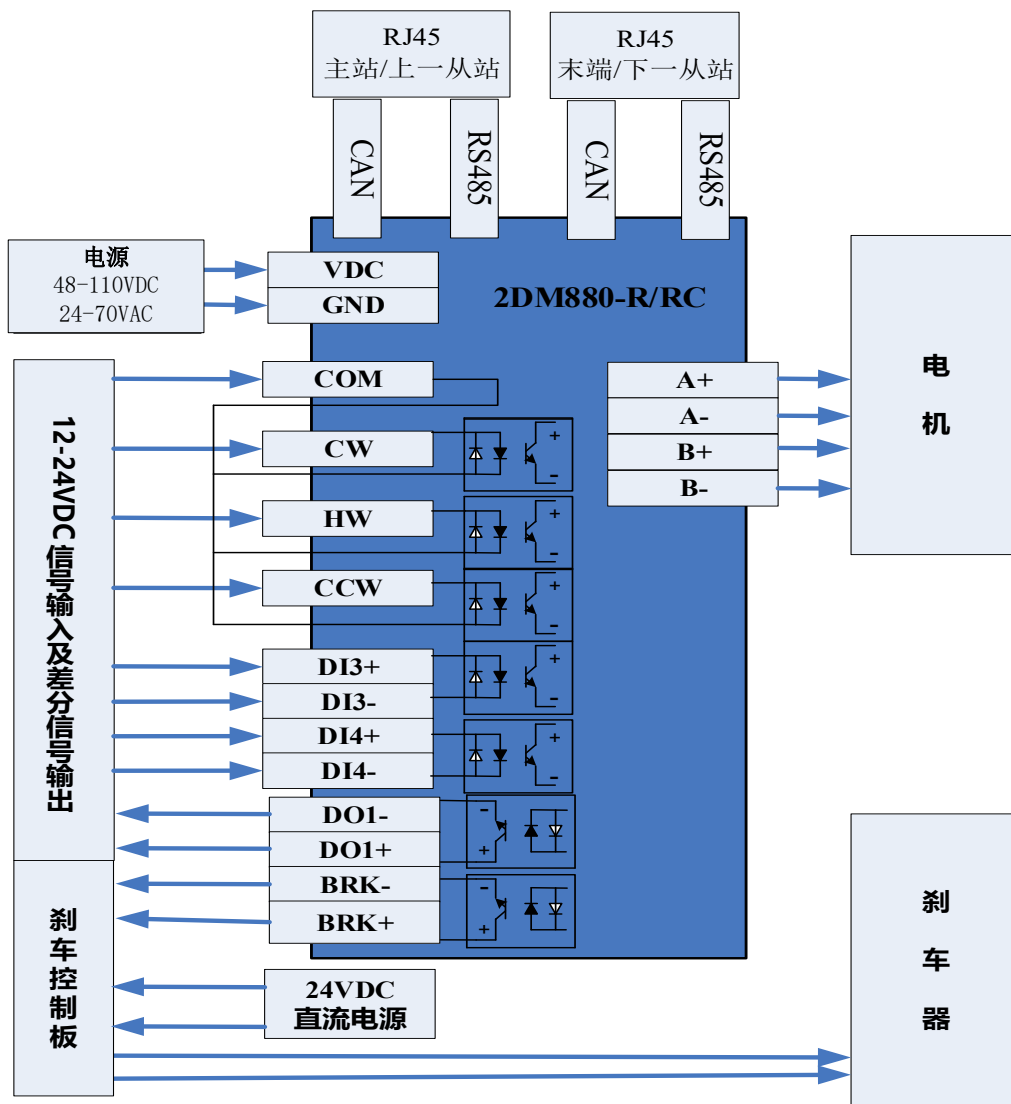 RJ45
主站/上一从站
RJ45
末端/下一从站
CAN
RS485
CAN
RS485
电源
48-110VDC
24-70VAC
VDC
GND
2DM880-R/RC
12-24VDC信号输入及差分信号输出
COM
CW
HW
CCW
DI3+
DI3-
DI4+
DI4-
DO1-
DO1+
BRK-
BRK+
+
-
+
-
+
-
+
-
+
-
-
+
-
+
A+
A-
B+
B-
电机
刹车控制板
24VDC
直流电源
刹车器